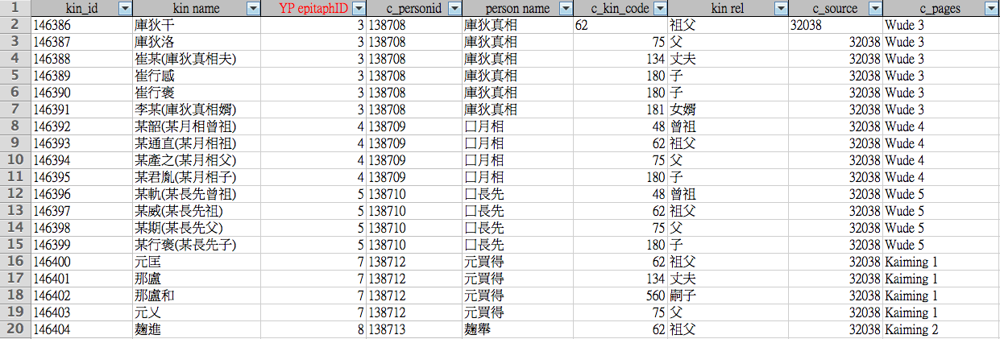 1 kin_id kin name YP epitaphID c_personid person name c_kin_code kin rel c_source c_pages
2 146386 庫狄干 3 138708 庫狄真相 62 祖父 32038 Wude 3
3 146387 庫狄洛 3 138708 庫狄真相 75 父 32038 Wude 3
4 146388 崔某(庫狄真相夫) 3 138708 庫狄真相 134 丈夫 32038 Wude 3
5 146389 崔行感 3 138708 庫狄真相 180 子 32038 Wude 3
6 146390 崔行褒 3 138708 庫狄真相 180 子 32038 Wude 3
7 146391 李某(庫狄真相婿) 3 138708 庫狄真相 181 女婿 32038 Wude 3
8 146392 某韶(某月相曾祖) 4 138709 囗月相 48 曾祖 32038 Wude 4
9 146393 某通直(某月相祖) 4 138709 囗月相 62 祖父 32038 Wude 4
10 146394 某產之(某月相父) 4 138709 囗月相 75 父 32038 Wude 4
11 146395 某君胤(某月相子) 4 138709 囗月相 180 子 32038 Wude 4
12 146396 某軌(某長先曾祖) 5 138710 囗長先 48 曾祖 32038 Wude 5
13 146397 某威(某長先祖) 5 138710 囗長先 62 祖父 32038 Wude 5
14 146398 某期(某長先父) 5 138710 囗長先 75 父 32038 Wude 5
15 146399 某行褒(某長先子) 5 138710 囗長先 180 子 32038 Wude 5
16 146400 元匡 7 138712 元買得 62 祖父 32038 Kaiming 1
17 146401 那盧 7 138712 元買得 134 丈夫 32038 Kaiming 1
18 146402 那盧和 7 138712 元買得 560 嗣子 32038 Kaiming 1
19 146403 元乂 7 138712 元買得 75 父 32038 Kaiming 1
20 146404 麹進 8 138713 麹舉 62 祖父 32038 Kaiming 2